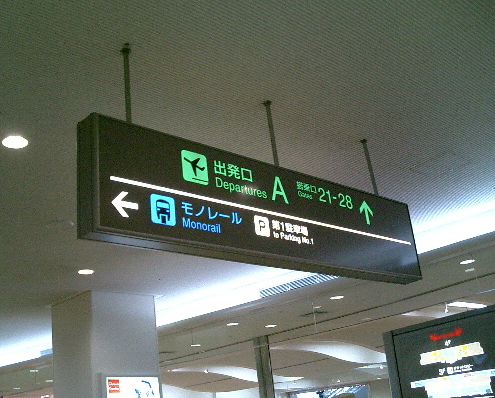 出発口
Departures
A
搭乗口
Gates
21-28
モノレール
Monorail
P
第1駐車場
to Parking No.1